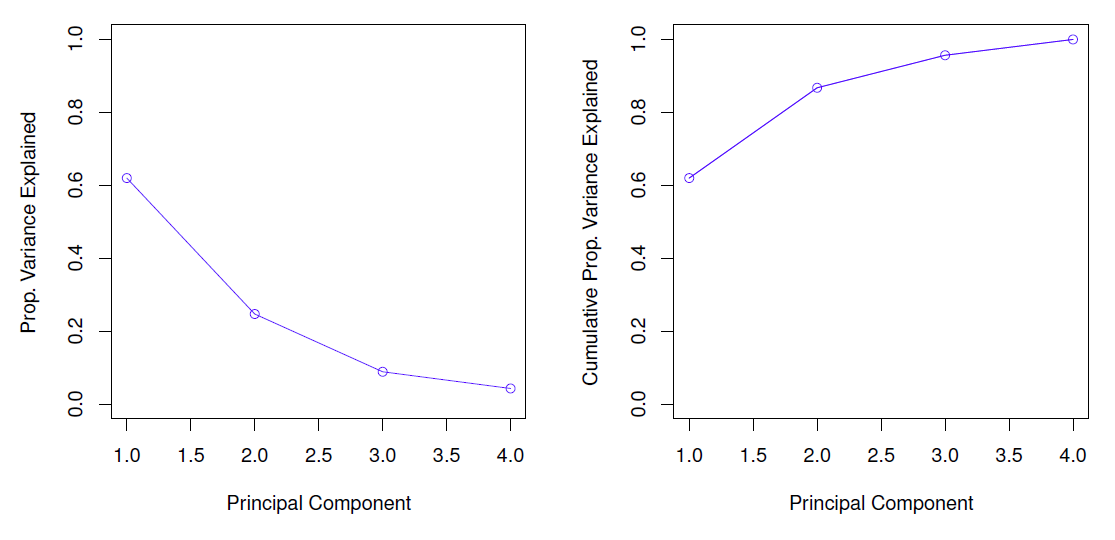 Prop. Variance Explained
1.0
0.8
0.6
0.4
0.2
0.0
1.0 1.5 2.0 2.5 3.0 3.5 4.0
Principal Component
Cumulative Prop. Variance Explained
1.0
0.8
0.6
0.4
0.2
0.0
1.0 1.5 2.0 2.5 3.0 3.5 4.0
Principal Component